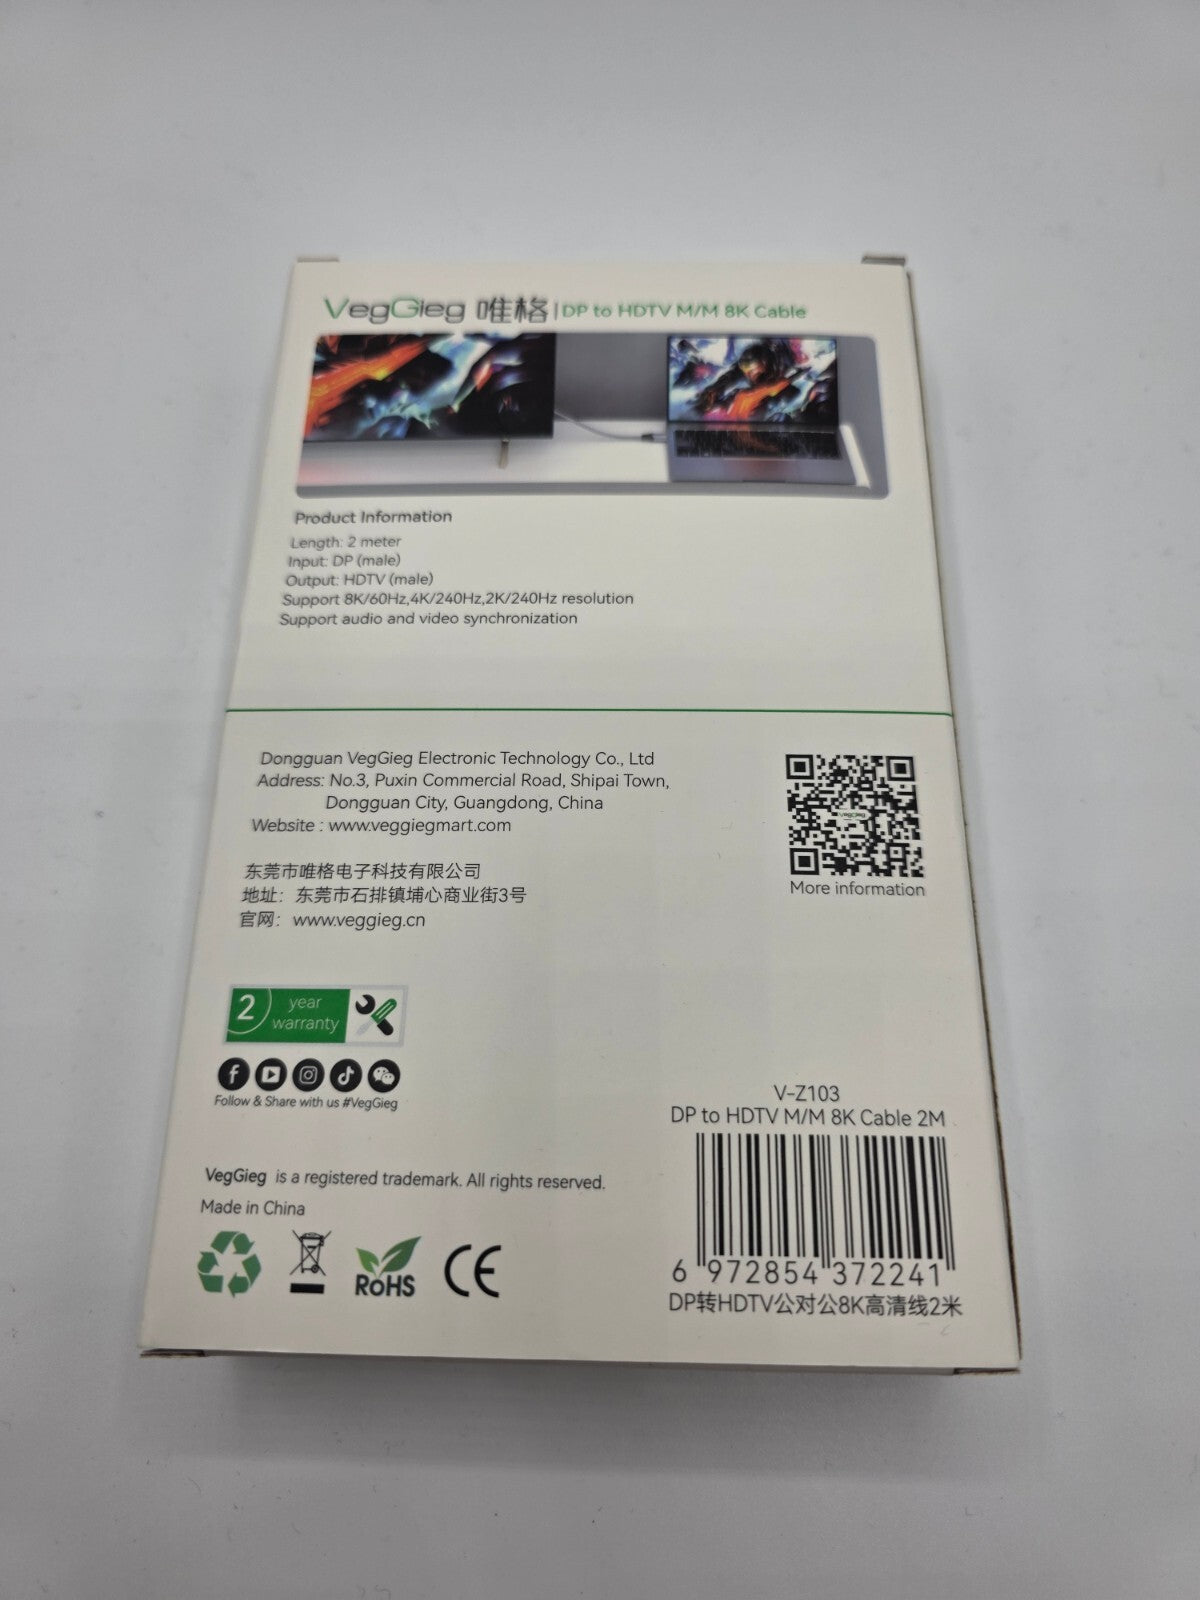 VegGieg 唯格 | DP to HDTV M/M 8K Cable
Product Information
Length: 2 meter
Input: DP (male)
Output: HDTV (male)
Support 8K/60Hz,4K/240Hz,2K/240Hz resolution
Support audio and video synchronization
Dongguan VegGieg Electronic Technology Co., Ltd
Address: No.3, Puxin Commercial Road, Shipai Town,
Dongguan City, Guangdong, China
Website : www.veggiegmart.com
东莞市唯格电子科技有限公司
地址：东莞市石排镇埔心商业街3号
官网：www.veggieg.cn
VegGieg
More information
2 year
warranty
Follow & Share with us #VegGieg
V-Z103
DP to HDTV M/M 8K Cable 2M
6 972854 372241
DP转HDTV公对公8K高清线2米
VegGieg is a registered trademark. All rights reserved.
Made in China
RoHS
CE